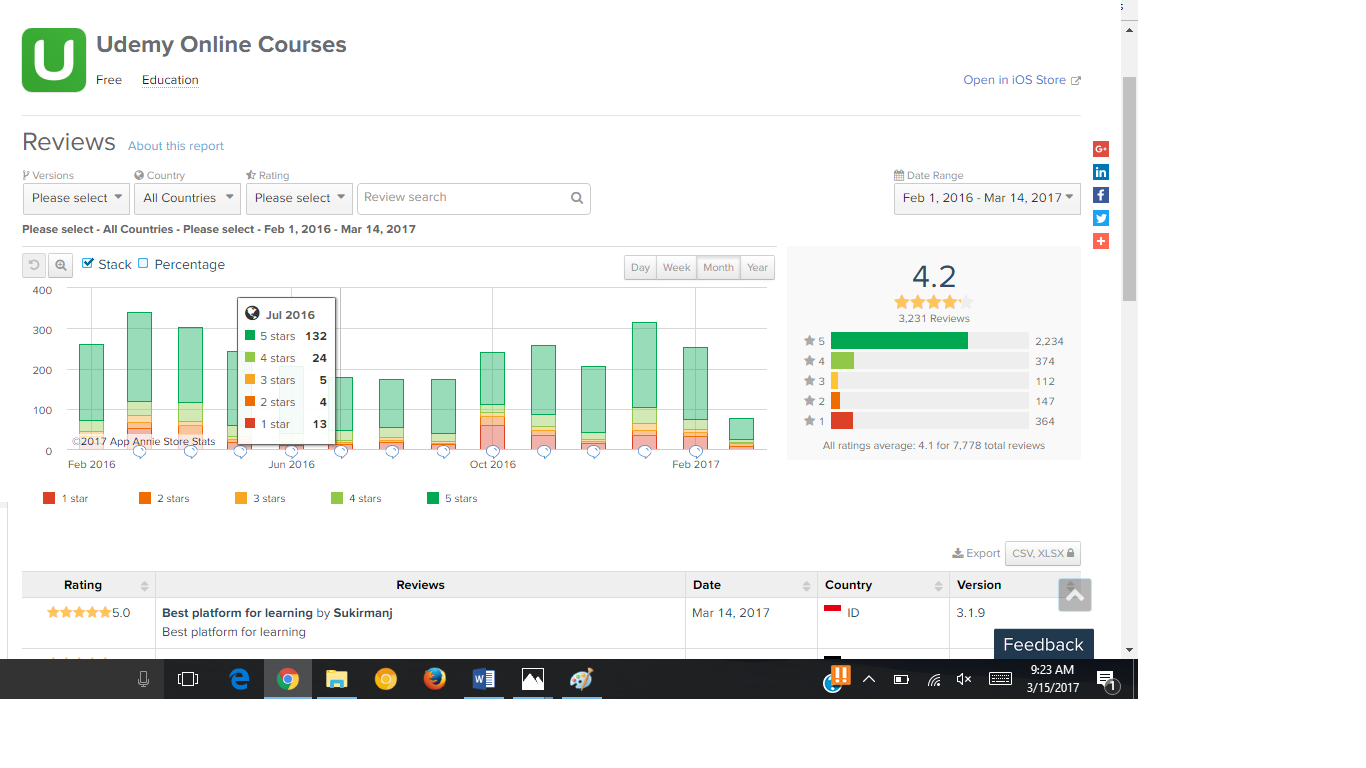 Udemy Online Courses
Free Education
Open in iOS Store
Reviews About this report
Versions Country Rating Date Range
Please select All Countries Please select Review search Feb 1, 2016 - Mar 14, 2017
Please select - All Countries - Please select - Feb 1, 2016 - Mar 14, 2017
Stack Percentage Day Week Month Year
400
300
200
100
0
Jul 2016
5 stars 132
4 stars 24
3 stars 5
2 stars 4
1 star 13
©2017 App Annie Store Stats
Feb 2016 Jun 2016 Oct 2016 Feb 2017
1 star 2 stars 3 stars 4 stars 5 stars
4.2
3,231 Reviews
5 2,234
4 374
3 112
2 147
1 364
All ratings average: 4.1 for 7,778 total reviews
Export CSV, XLSX
Rating Reviews Date Country Version
5.0 Best platform for learning by Sukirmanj Mar 14, 2017 ID 3.1.9
Best platform for learning
Feedback
9:23 AM
3/15/2017
1